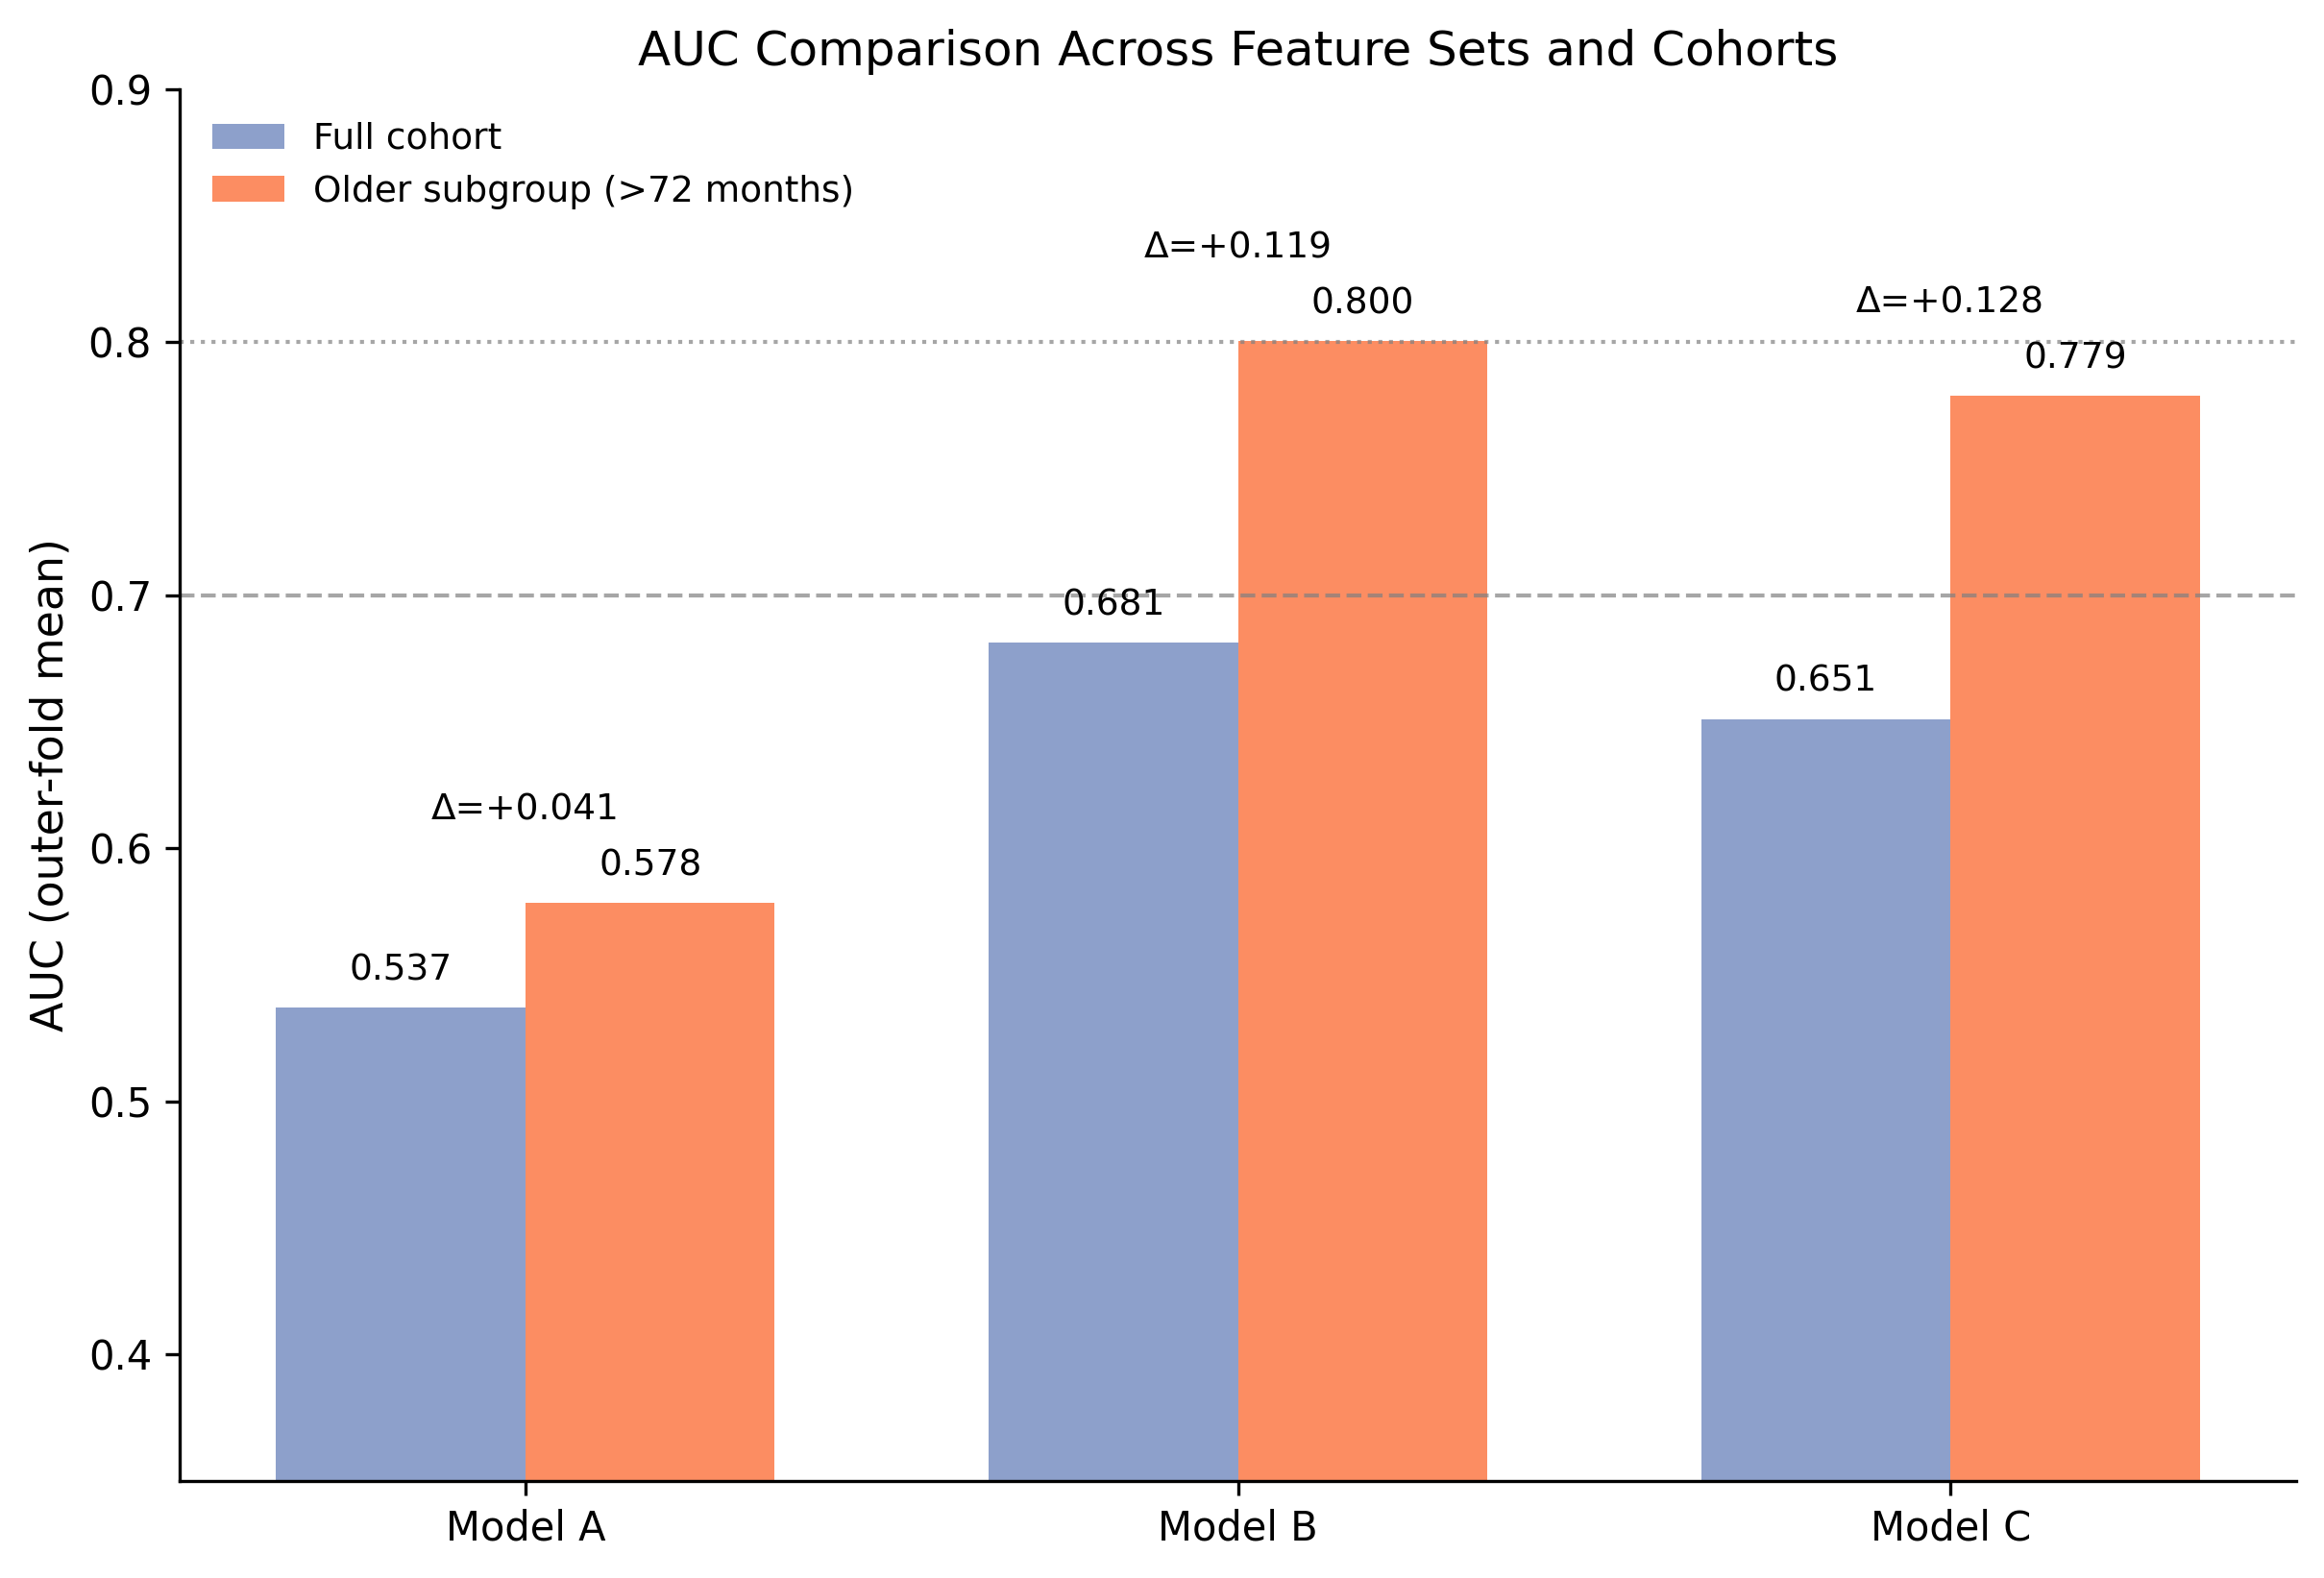 AUC Comparison Across Feature Sets and Cohorts
Full cohort
Older subgroup (>72 months)
AUC (outer-fold mean)
0.9
0.8
0.7
0.6
0.5
0.4
Δ=+0.041
0.537
0.578
Δ=+0.119
0.681
0.800
Δ=+0.128
0.651
0.779
Model A
Model B
Model C